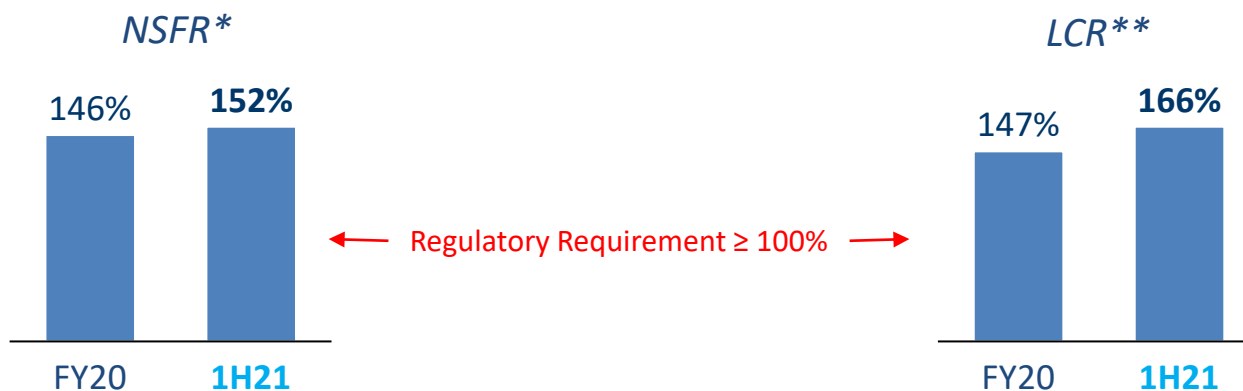 NSFR*
146%
152%
FY20
1H21
Regulatory Requirement ≥ 100%
LCR**
147%
166%
FY20
1H21